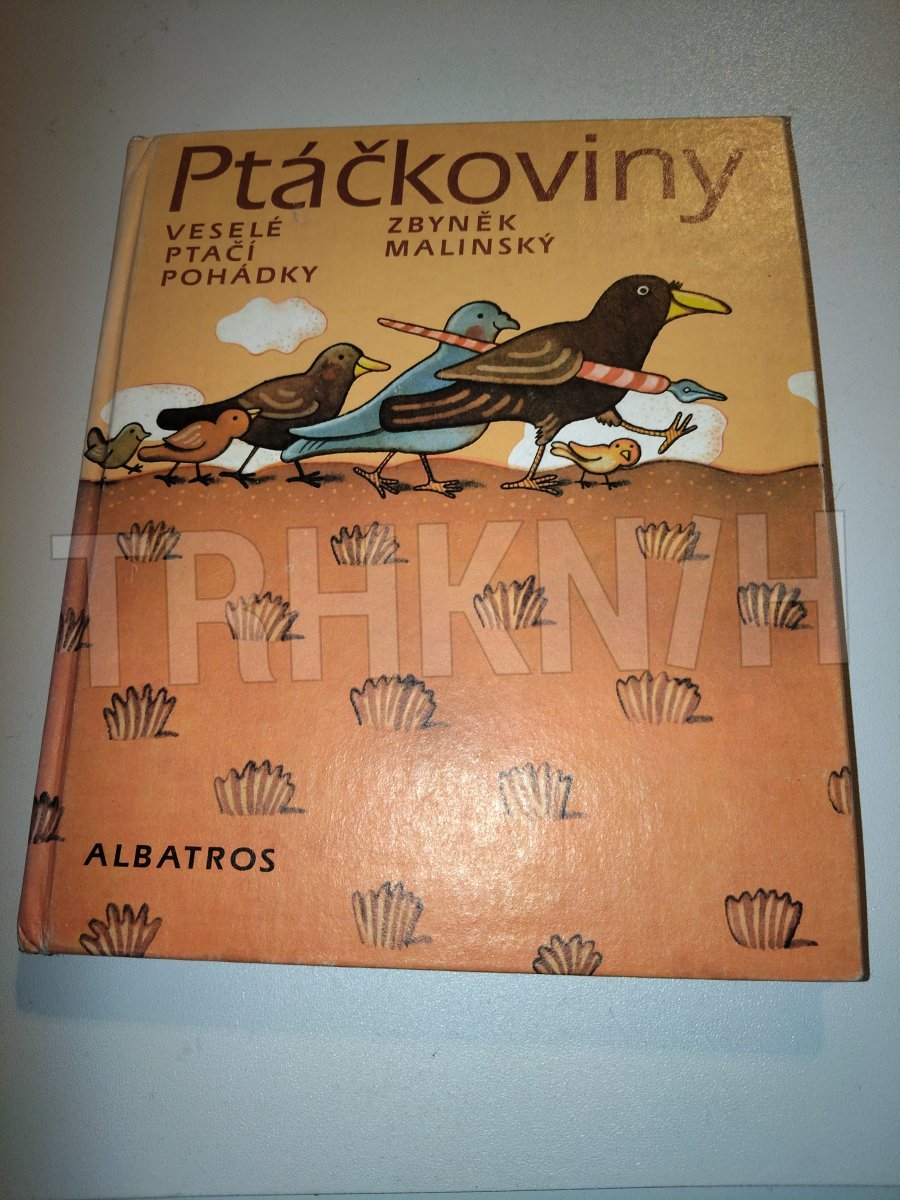 Ptáčkoviny
VESELÉ
PTAČÍ
POHÁDKY
ZBYNĚK
MALINSKÝ
TRHKNIH
ALBATROS